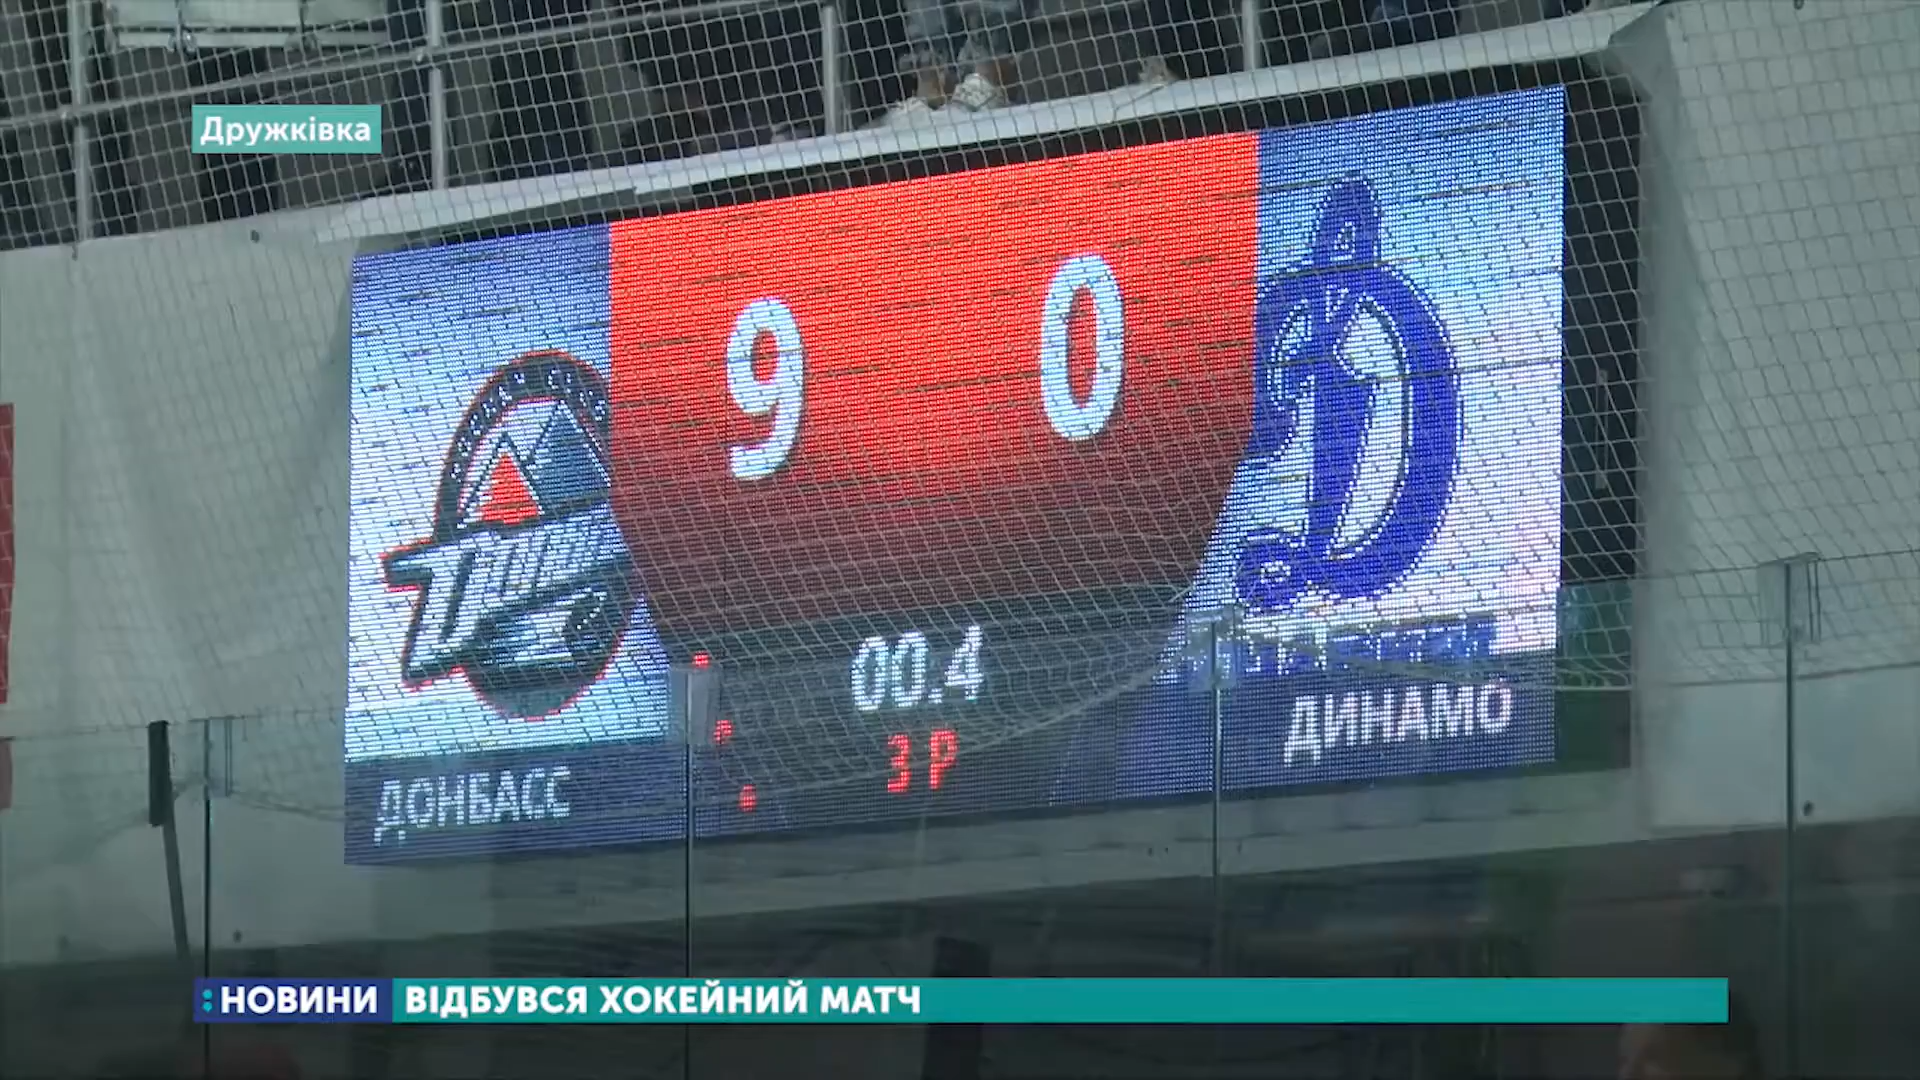 Дружківка
9 0
00.4
3 P
ДОНБАСС
ДИНАМО
НОВИНИ ВІДБУВСЯ ХОКЕЙНИЙ МАТЧ